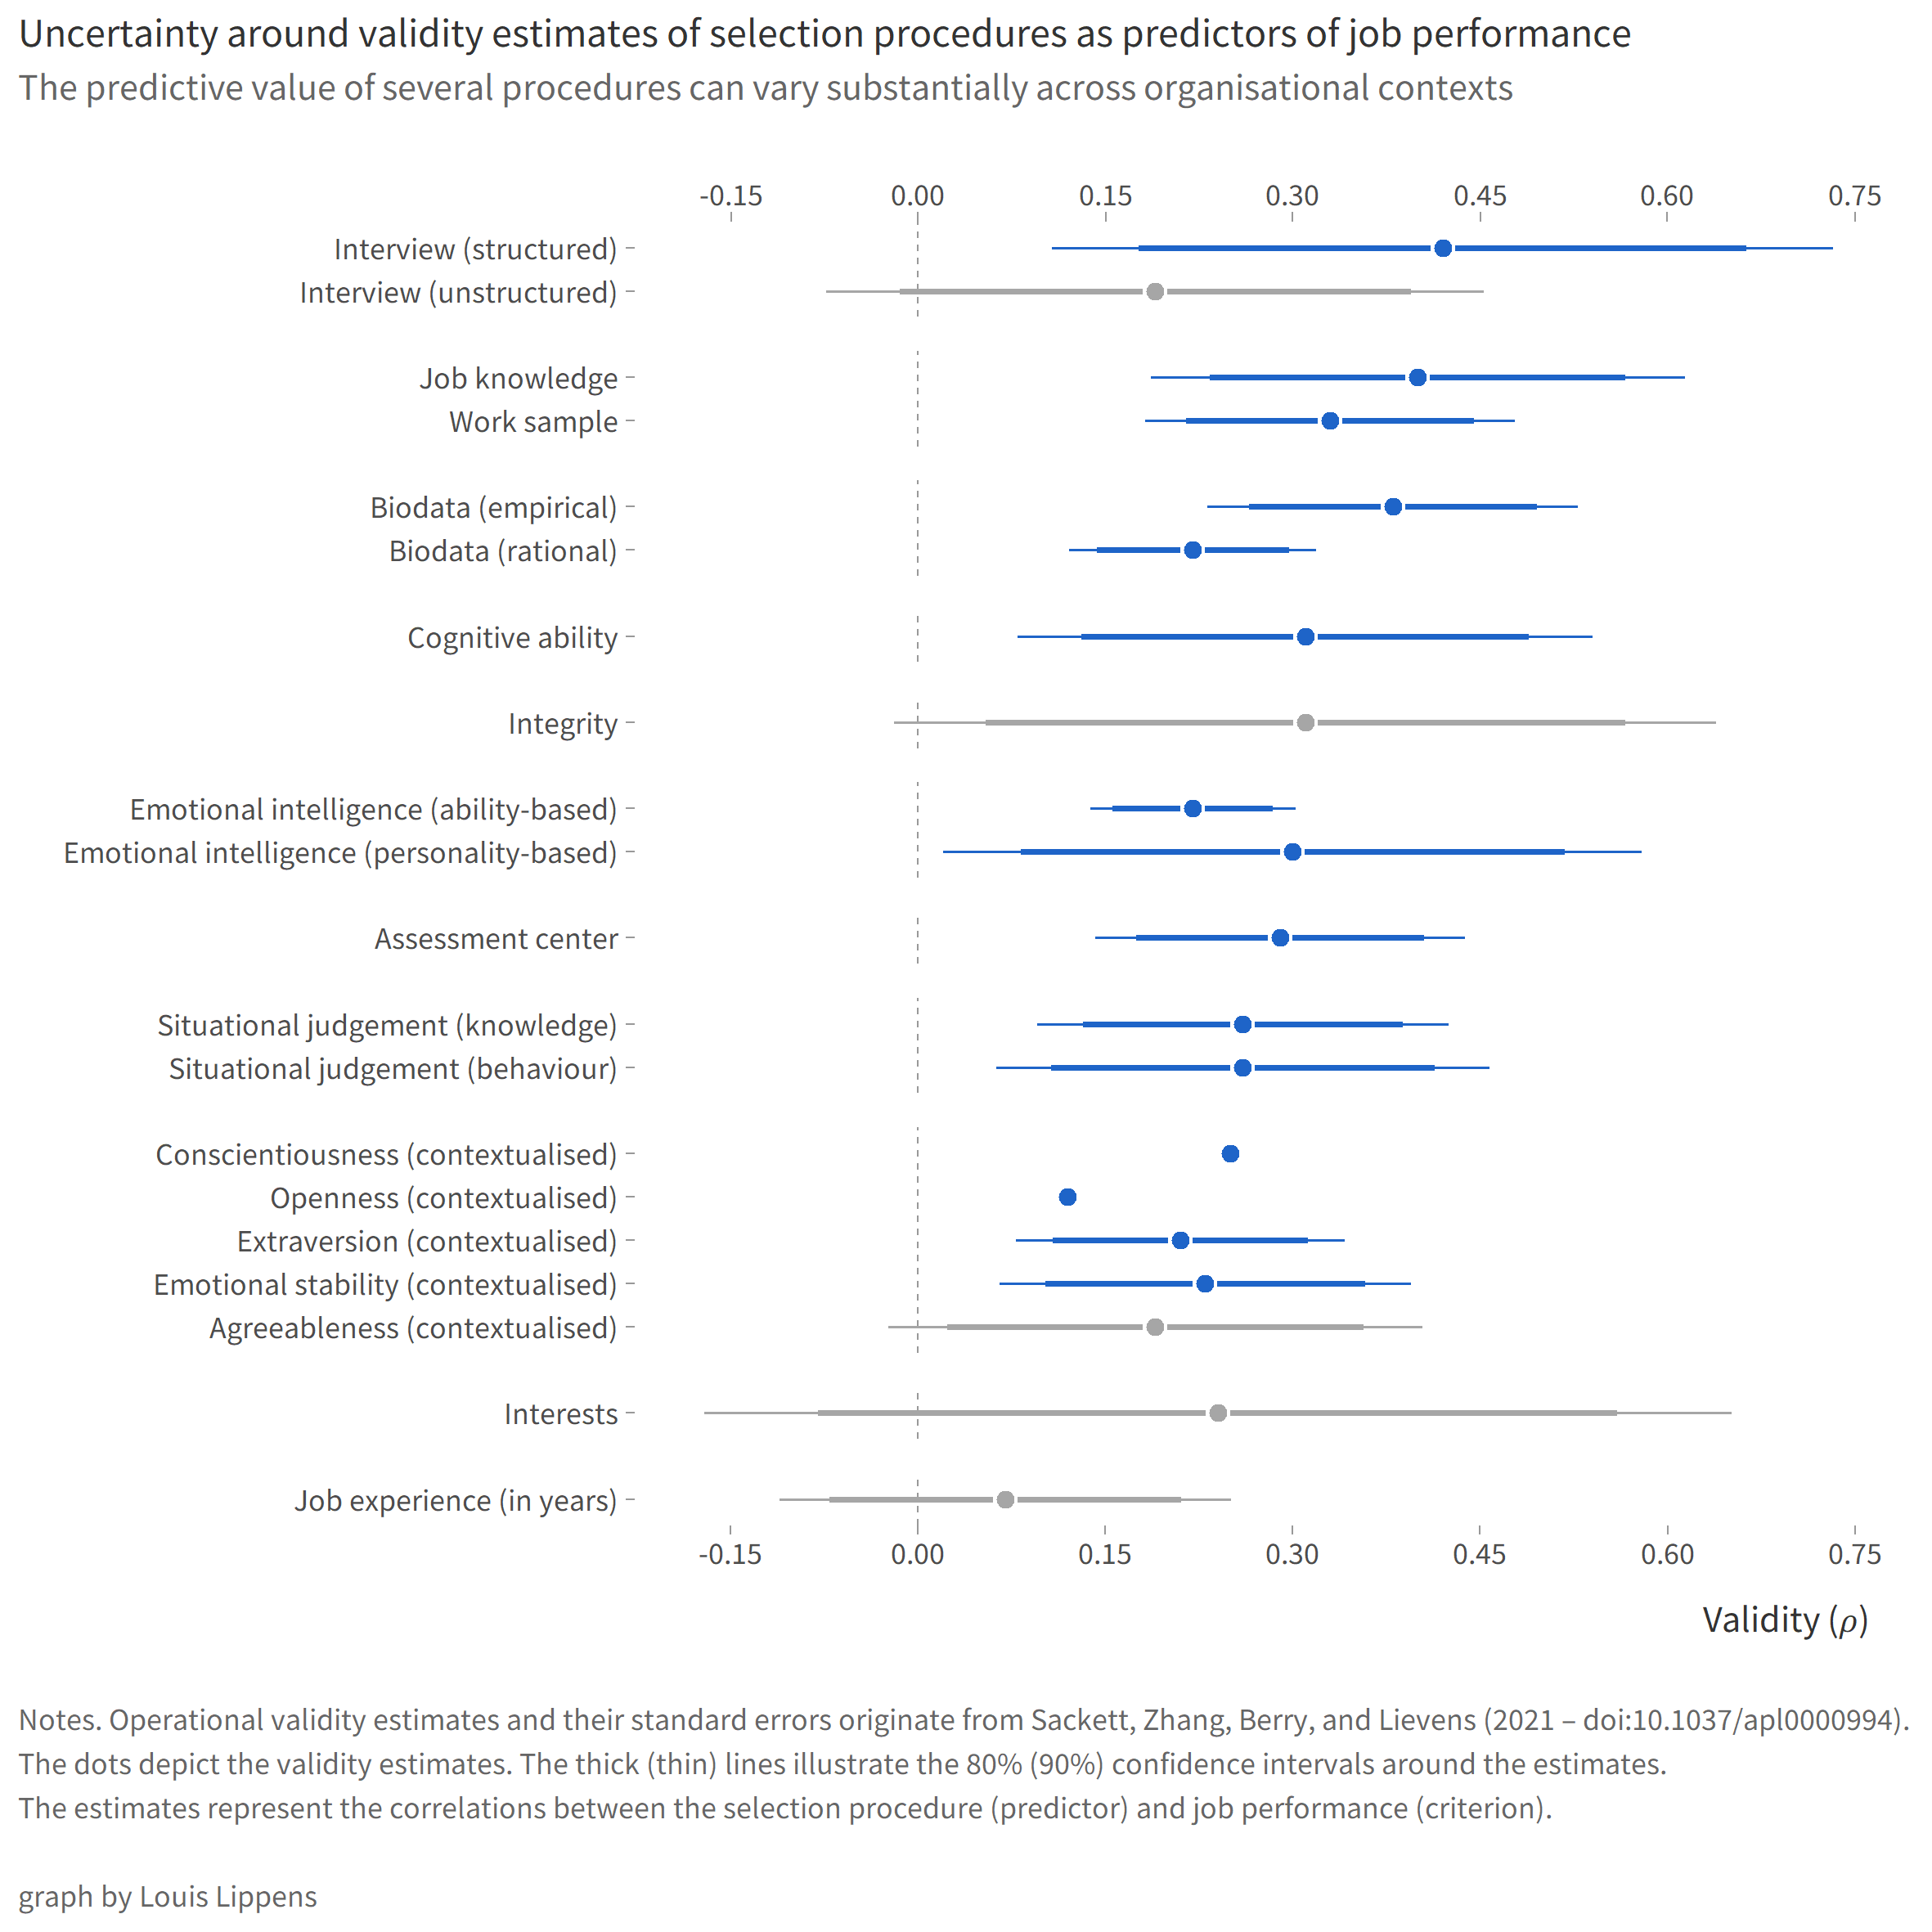 Uncertainty around validity estimates of selection procedures as predictors of job performance
The predictive value of several procedures can vary substantially across organisational contexts
-0.15 0.00 0.15 0.30 0.45 0.60 0.75
Interview (structured)
Interview (unstructured)
Job knowledge
Work sample
Biodata (empirical)
Biodata (rational)
Cognitive ability
Integrity
Emotional intelligence (ability-based)
Emotional intelligence (personality-based)
Assessment center
Situational judgement (knowledge)
Situational judgement (behaviour)
Conscientiousness (contextualised)
Openness (contextualised)
Extraversion (contextualised)
Emotional stability (contextualised)
Agreeableness (contextualised)
Interests
Job experience (in years)
-0.15 0.00 0.15 0.30 0.45 0.60 0.75
Validity (ρ)
Notes. Operational validity estimates and their standard errors originate from Sackett, Zhang, Berry, and Lievens (2021 – doi:10.1037/apl0000994).
The dots depict the validity estimates. The thick (thin) lines illustrate the 80% (90%) confidence intervals around the estimates.
The estimates represent the correlations between the selection procedure (predictor) and job performance (criterion).
graph by Louis Lippens